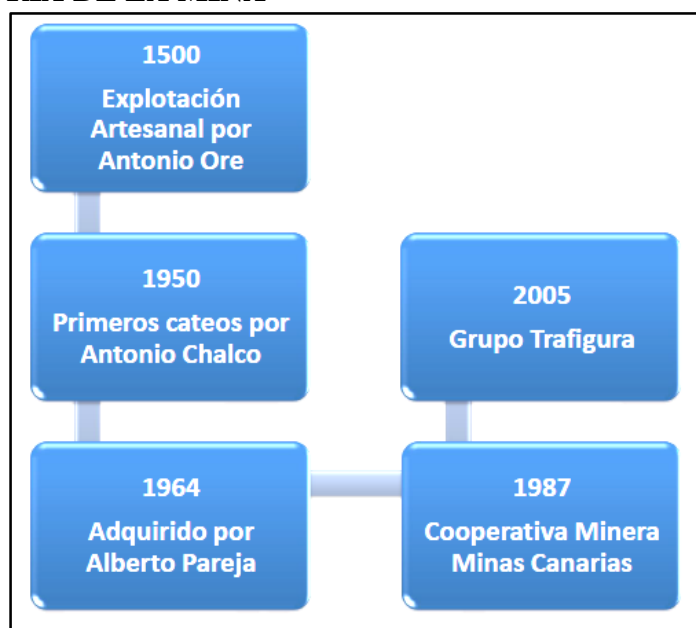 1500
Explotación
Artesanal por
Antonio Ore
1950
Primeros cateos por
Antonio Chalco
1964
Adquirido por
Alberto Pareja
1987
Cooperativa Minera
Minas Canarias
2005
Grupo Trafigura